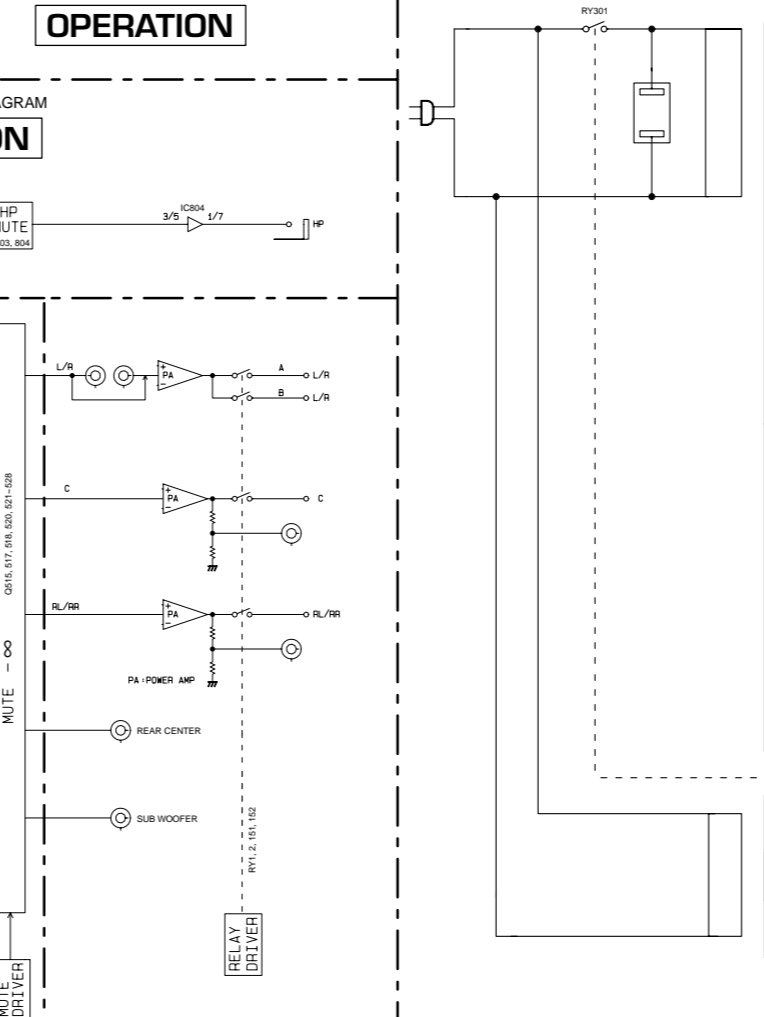 OPERATION
RY301
AGRAM
ON
HP
MUTE
03, 804
3/5
IC804
1/7
HP
L/R
PA
A
L/R
B
L/R
C
PA
C
Q515, 517, 518, 520, 521~528
RL/RR
PA
RL/RR
PA :POWER AMP
MUTE -∞
REAR CENTER
SUB WOOFER
RY1, 2, 151, 152
RELAY
DRIVER
MUTE
DRIVER